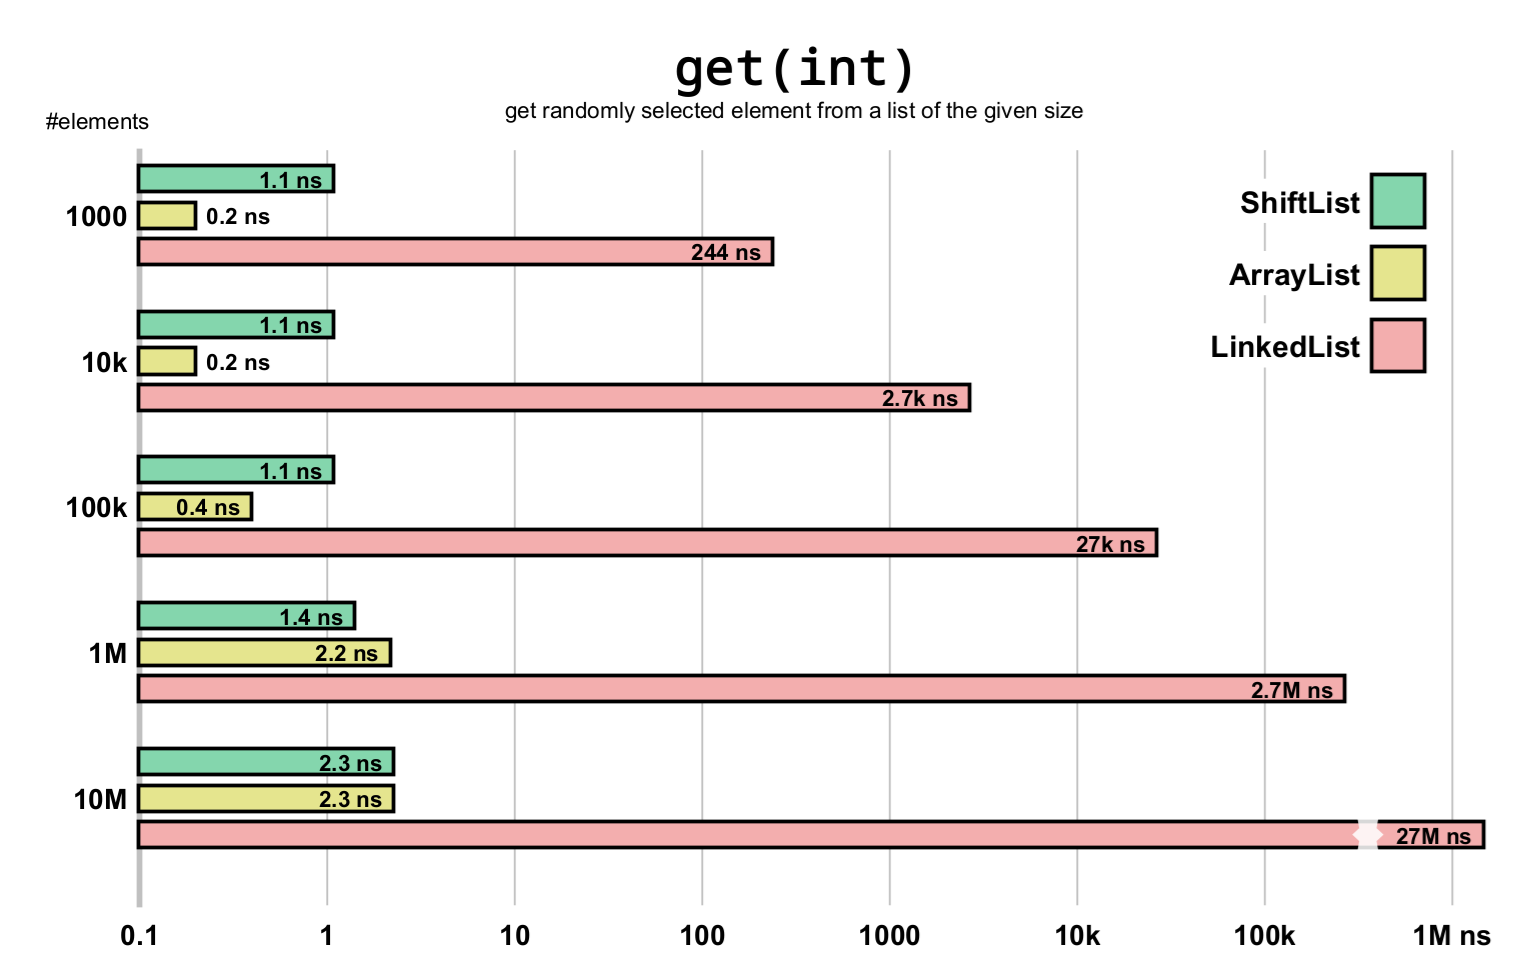 get(int)
get randomly selected element from a list of the given size
#elements
ShiftList
ArrayList
LinkedList
1000
1.1 ns
0.2 ns
244 ns
10k
1.1 ns
0.2 ns
2.7k ns
100k
1.1 ns
0.4 ns
27k ns
1M
1.4 ns
2.2 ns
2.7M ns
10M
2.3 ns
2.3 ns
27M ns
0.1 1 10 100 1000 10k 100k 1M ns